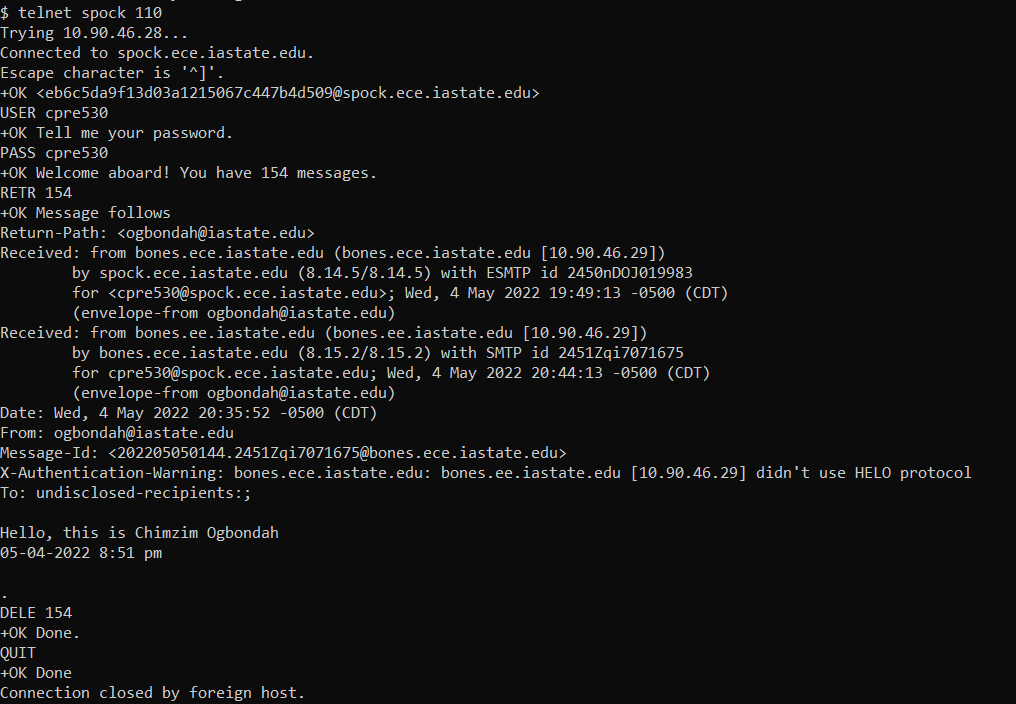 $ telnet spock 110
Trying 10.90.46.28...
Connected to spock.ece.iastate.edu.
Escape character is '^]'.
+OK <eb6c5da9f13d03a1215067c447b4d509@spock.ece.iastate.edu>
USER cpre530
+OK Tell me your password.
PASS cpre530
+OK Welcome aboard! You have 154 messages.
RETR 154
+OK Message follows
Return-Path: <ogbondah@iastate.edu>
Received: from bones.ece.iastate.edu (bones.ece.iastate.edu [10.90.46.29])
        by spock.ece.iastate.edu (8.14.5/8.14.5) with ESMTP id 2450nDOJ019983
        for <cpre530@spock.ece.iastate.edu>; Wed, 4 May 2022 19:49:13 -0500 (CDT)
        (envelope-from ogbondah@iastate.edu)
Received: from bones.ee.iastate.edu (bones.ee.iastate.edu [10.90.46.29])
        by bones.ece.iastate.edu (8.15.2/8.15.2) with SMTP id 2451Zqi7071675
        for cpre530@spock.ece.iastate.edu; Wed, 4 May 2022 20:44:13 -0500 (CDT)
        (envelope-from ogbondah@iastate.edu)
Date: Wed, 4 May 2022 20:35:52 -0500 (CDT)
From: ogbondah@iastate.edu
Message-Id: <202205050144.2451Zqi7071675@bones.ece.iastate.edu>
X-Authentication-Warning: bones.ece.iastate.edu: bones.ee.iastate.edu [10.90.46.29] didn't use HELO protocol
To: undisclosed-recipients:;

Hello, this is Chimzim Ogbondah
05-04-2022 8:51 pm

.
DELE 154
+OK Done.
QUIT
+OK Done
Connection closed by foreign host.